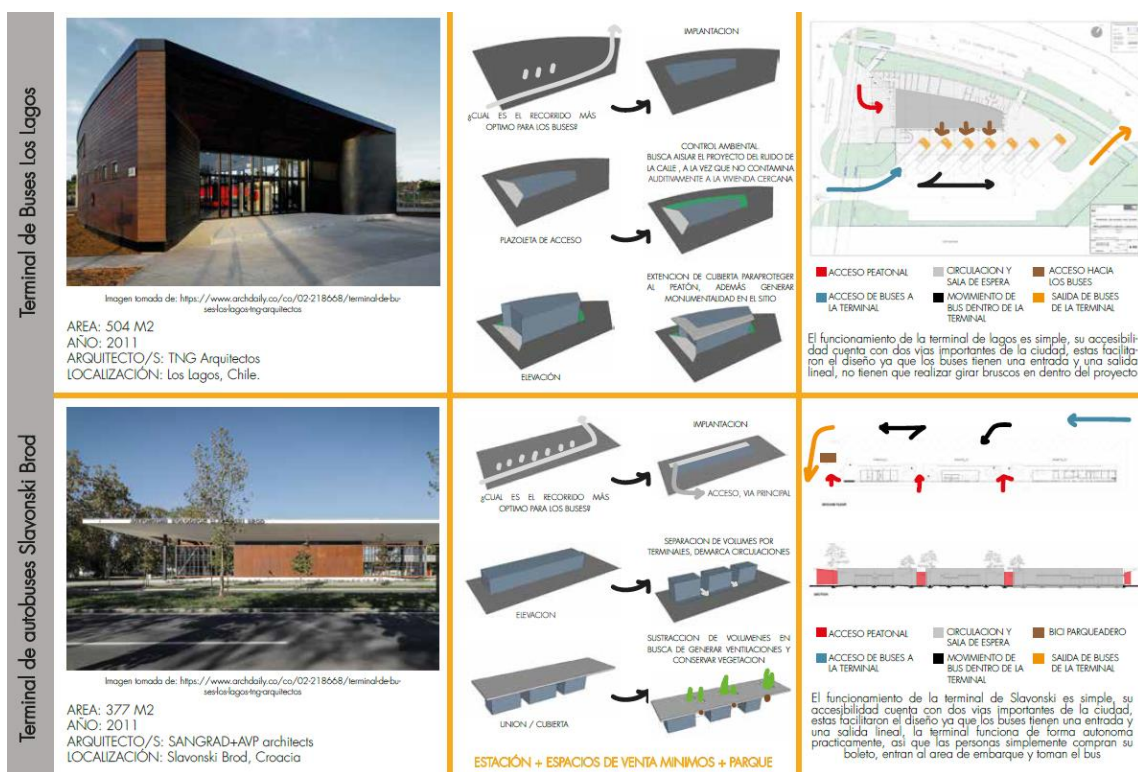 Terminal de Buses Los Lagos
Imagen tomada de: https://www.archdaily.co/co/02-218668/terminal-de-bu-
ses-los-lagos-tng-arquitectos
AREA: 504 M2
AÑO: 2011
ARQUITECTO/S: TNG Arquitectos
LOCALIZACIÓN: Los Lagos, Chile.
¿CUAL ES EL RECORRIDO MÁS
OPTIMO PARA LOS BUSES?
IMPLANTACION
PLAZOLETA DE ACCESO
CONTROL AMBIENTAL
BUSCA AISLAR EL PROYECTO DEL RUIDO DE
LA CALLE , A LA VEZ QUE NO CONTAMINA
AUDITIVAMENTE A LA VIVIENDA CERCANA
ELEVACIÓN
EXTENCION DE CUBIERTA PARAPROTEGER
AL PEATÓN, ADEMÁS GENERAR
MONUMENTALIDAD EN EL SITIO
ACCESO PEATONAL
CIRCULACION Y
SALA DE ESPERA
ACCESO HACIA
LOS BUSES
ACCESO DE BUSES A
LA TERMINAL
MOVIMIENTO DE
BUS DENTRO DE LA
TERMINAL
SALIDA DE BUSES
DE LA TERMINAL
El funcionamiento de la terminal de lagos es simple, su accesibili-
dad cuenta con dos vias importantes de la ciudad, estas facilita-
ron el diseño ya que los buses tienen una entrada y una salida
lineal, no tienen que realizar girar bruscos en dentro del proyecto
Terminal de autobuses Slavonski Brod
Imagen tomada de: https://www.archdaily.co/co/02-218668/terminal-de-bu-
ses-los-lagos-tng-arquitectos
AREA: 377 M2
AÑO: 2011
ARQUITECTO/S: SANGRAD+AVP architects
LOCALIZACIÓN: Slavonski Brod, Croacia
¿CUAL ES EL RECORRIDO MÁS
OPTIMO PARA LOS BUSES?
IMPLANTACION
ACCESO, VIA PRINCIPAL
ELEVACION
SEPARACION DE VOLUMES POR
TERMINALES, DEMARCA CIRCULACIONES
UNION / CUBIERTA
SUSTRACCION DE VOLUMENES EN
BUSCA DE GENERAR VENTILACIONES Y
CONSERVAR VEGETACION
ESTACIÓN + ESPACIOS DE VENTA MINIMOS + PARQUE
ACCESO PEATONAL
CIRCULACION Y
SALA DE ESPERA
BICI PARQUEADERO
ACCESO DE BUSES A
LA TERMINAL
MOVIMIENTO DE
BUS DENTRO DE LA
TERMINAL
SALIDA DE BUSES
DE LA TERMINAL
El funcionamiento de la terminal de Slavonski es simple, su
accesibilidad cuenta con dos vias importantes de la ciudad,
estas facilitaron el diseño ya que los buses tienen una entrada y
una salida lineal, la terminal funciona de forma autonoma
practicamente, asi que las personas simplemente compran su
boleto, entran al area de embarque y toman el bus